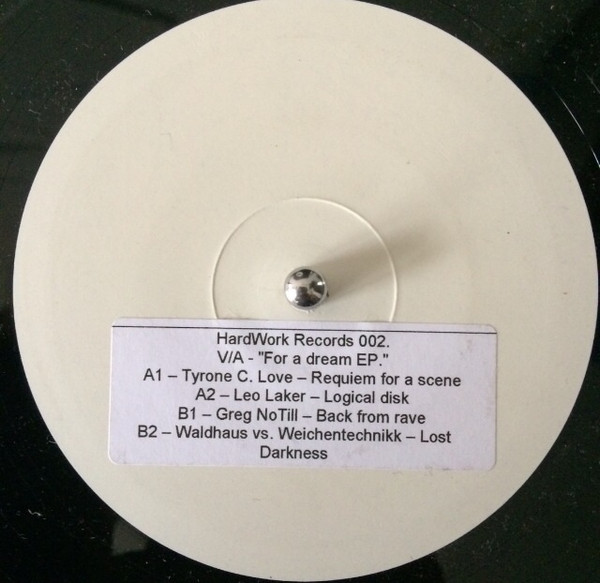 HardWork Records 002.
V/A - "For a dream EP."
A1 – Tyrone C. Love – Requiem for a scene
A2 – Leo Laker – Logical disk
B1 – Greg NoTill – Back from rave
B2 – Waldhaus vs. Weichentechnikk – Lost
Darkness